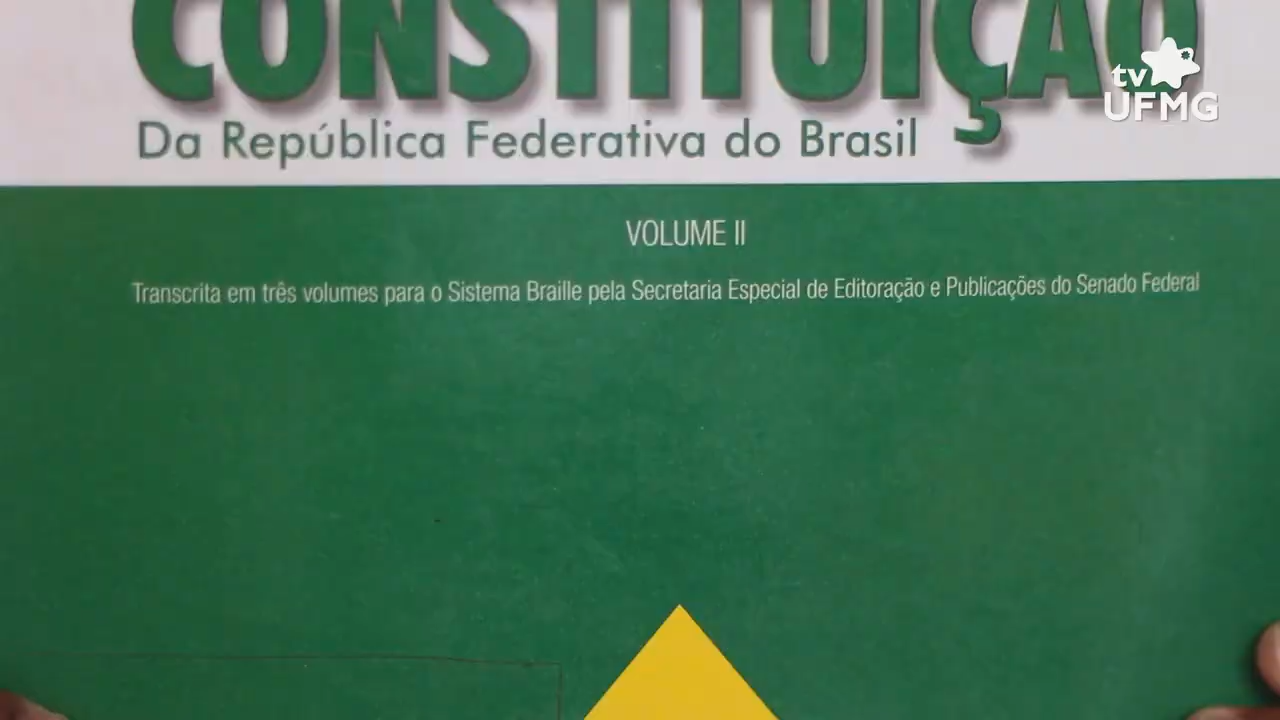 CONSTITUIÇÃO
Da República Federativa do Brasil
tv
UFMG
VOLUME II
Transcrita em três volumes para o Sistema Braille pela Secretaria Especial de Editoração e Publicações do Senado Federal